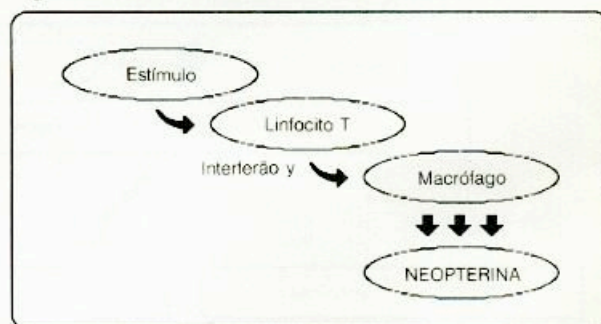 Estímulo
Linfocito T
Interferão y
Macrófago
NEOPTERINA